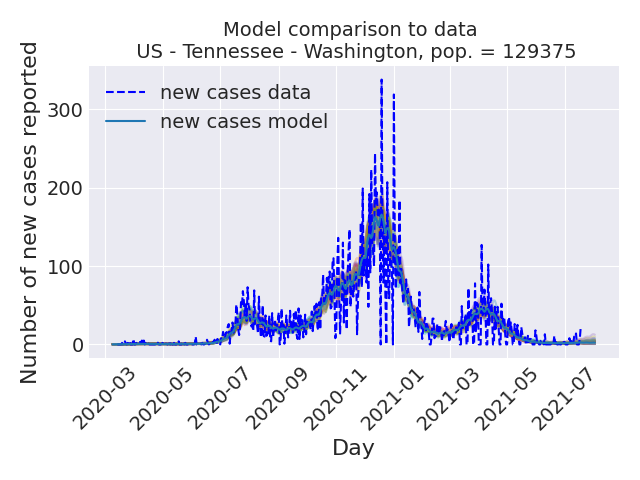 Model comparison to data
US - Tennessee - Washington, pop. = 129375
Number of new cases reported
300
200
100
0
new cases data
new cases model
2020-03
2020-05
2020-07
2020-09
2020-11
2021-01
2021-03
2021-05
2021-07
Day